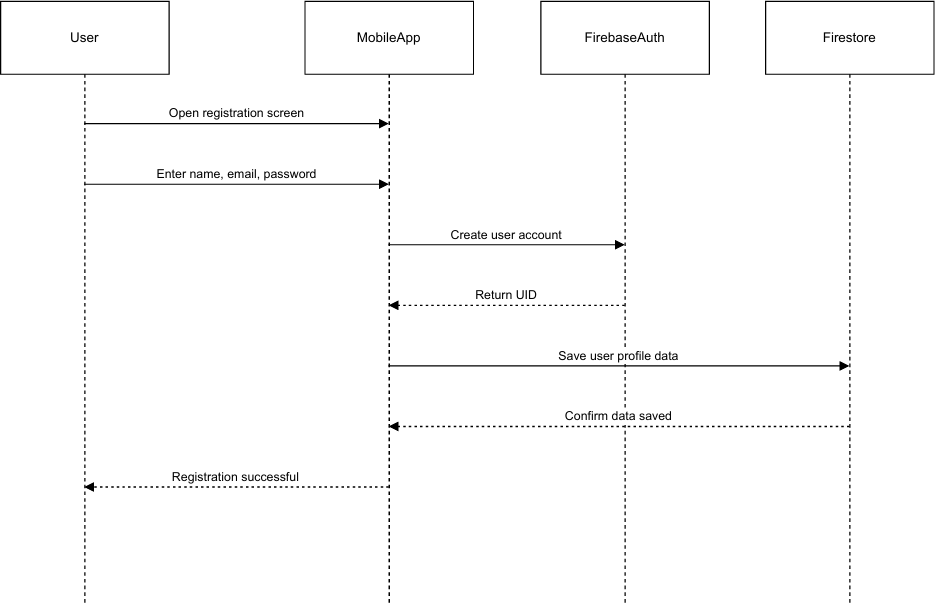 User
MobileApp
FirebaseAuth
Firestore
Open registration screen
Enter name, email, password
Create user account
Return UID
Save user profile data
Confirm data saved
Registration successful